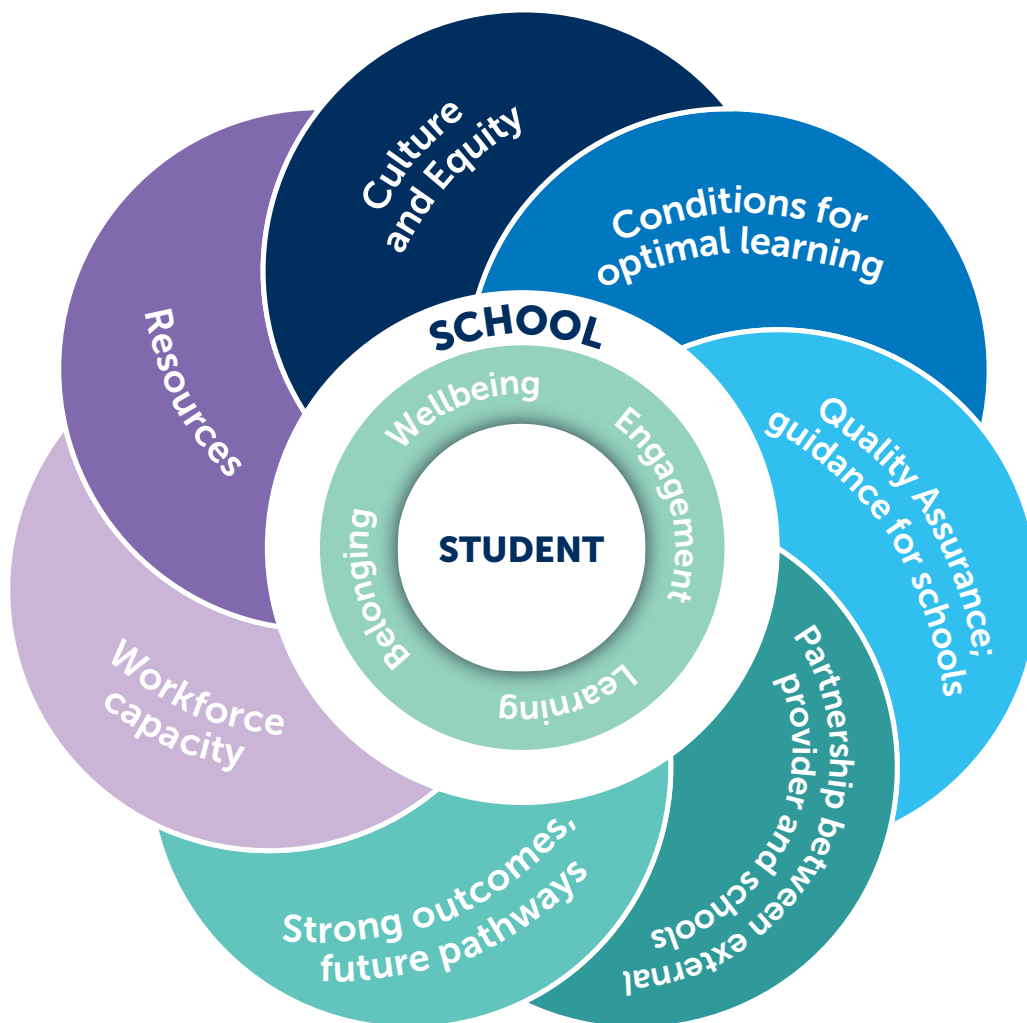 Culture
and Equity
Conditions for
optimal learning
Quality Assurance;
guidance for schools
Partnership between external
provider and schools
Strong outcomes,
future pathways
Workforce
capacity
Resources
SCHOOL
Wellbeing
Engagement
Learning
Belonging
STUDENT